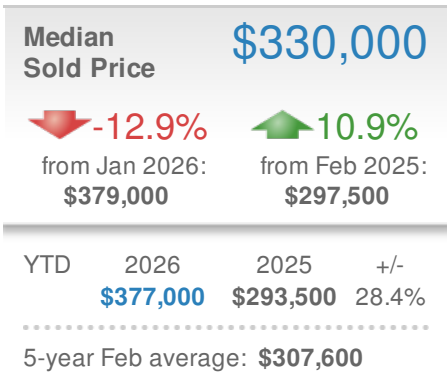 Median
Sold Price
$330,000
-12.9%
from Jan 2026:
$379,000
10.9%
from Feb 2025:
$297,500
YTD 2026 2025 +/-
$377,000 $293,500 28.4%
5-year Feb average: $307,600